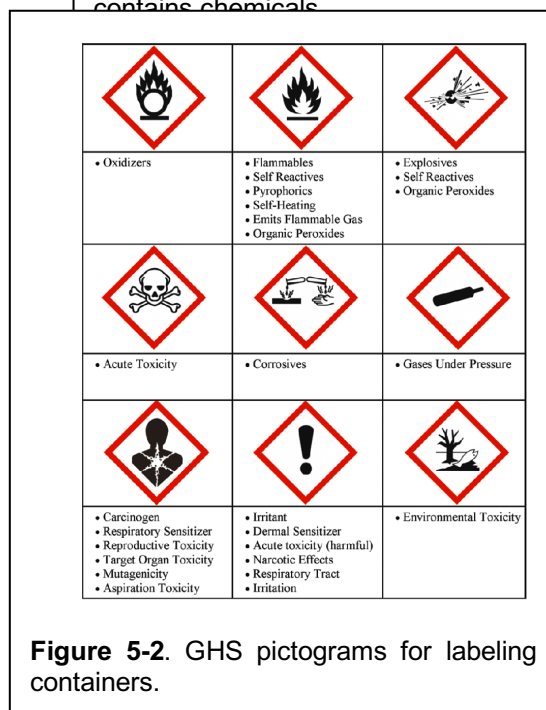 contains chemicals
• Oxidizers
• Flammables
• Self Reactives
• Pyrophorics
• Self-Heating
• Emits Flammable Gas
• Organic Peroxides
• Explosives
• Self Reactives
• Organic Peroxides
• Acute Toxicity
• Corrosives
• Gases Under Pressure
• Carcinogen
• Respiratory Sensitizer
• Reproductive Toxicity
• Target Organ Toxicity
• Mutagenicity
• Aspiration Toxicity
• Irritant
• Dermal Sensitizer
• Acute toxicity (harmful)
• Narcotic Effects
• Respiratory Tract
• Irritation
• Environmental Toxicity
Figure 5-2. GHS pictograms for labeling
containers.